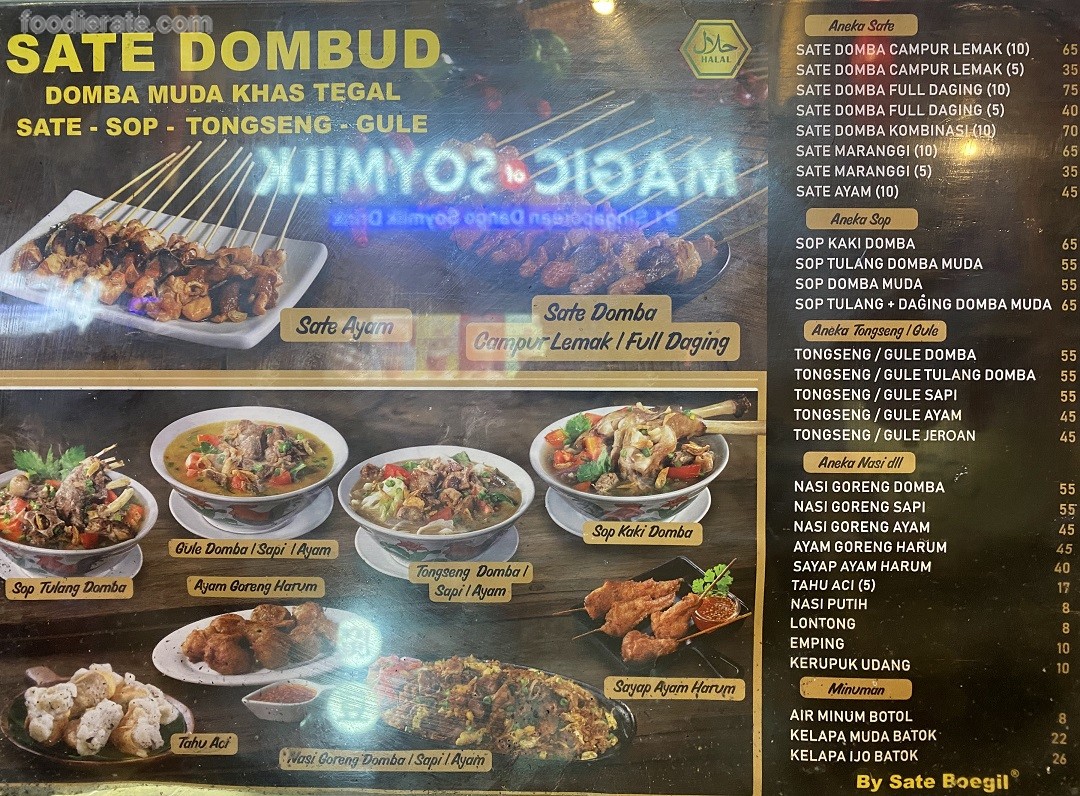 foodierate.com
SATE DOMBUD
DOMBA MUDA KHAS TEGAL
SATE - SOP - TONGSENG - GULE
حلال
HALAL
MAGIC of SOYMILK
#1 Singaporean Dango Soymilk Drink
Sate Ayam
Sate Domba
Campur Lemak / Full Daging
Sop Tulang Domba
Gule Domba / Sapi / Ayam
Tongseng Domba /
Sapi / Ayam
Sop Kaki Domba
Ayam Goreng Harum
Sayap Ayam Harum
Tahu Aci
Nasi Goreng Domba / Sapi / Ayam
Aneka Sate
SATE DOMBA CAMPUR LEMAK (10) 65
SATE DOMBA CAMPUR LEMAK (5) 35
SATE DOMBA FULL DAGING (10) 75
SATE DOMBA FULL DAGING (5) 40
SATE DOMBA KOMBINASI (10) 70
SATE MARANGGI (10) 65
SATE MARANGGI (5) 35
SATE AYAM (10) 45
Aneka Sop
SOP KAKI DOMBA 65
SOP TULANG DOMBA MUDA 55
SOP DOMBA MUDA 55
SOP TULANG + DAGING DOMBA MUDA 65
Aneka Tongseng / Gule
TONGSENG / GULE DOMBA 55
TONGSENG / GULE TULANG DOMBA 55
TONGSENG / GULE SAPI 55
TONGSENG / GULE AYAM 45
TONGSENG / GULE JEROAN 45
Aneka Nasi dll
NASI GORENG DOMBA 55
NASI GORENG SAPI 55
NASI GORENG AYAM 45
AYAM GORENG HARUM 45
SAYAP AYAM HARUM 40
TAHU ACI (5) 17
NASI PUTIH 8
LONTONG 8
EMPING 10
KERUPUK UDANG 10
Minuman
AIR MINUM BOTOL 8
KELAPA MUDA BATOK 22
KELAPA IJO BATOK 26
By Sate Boegil®